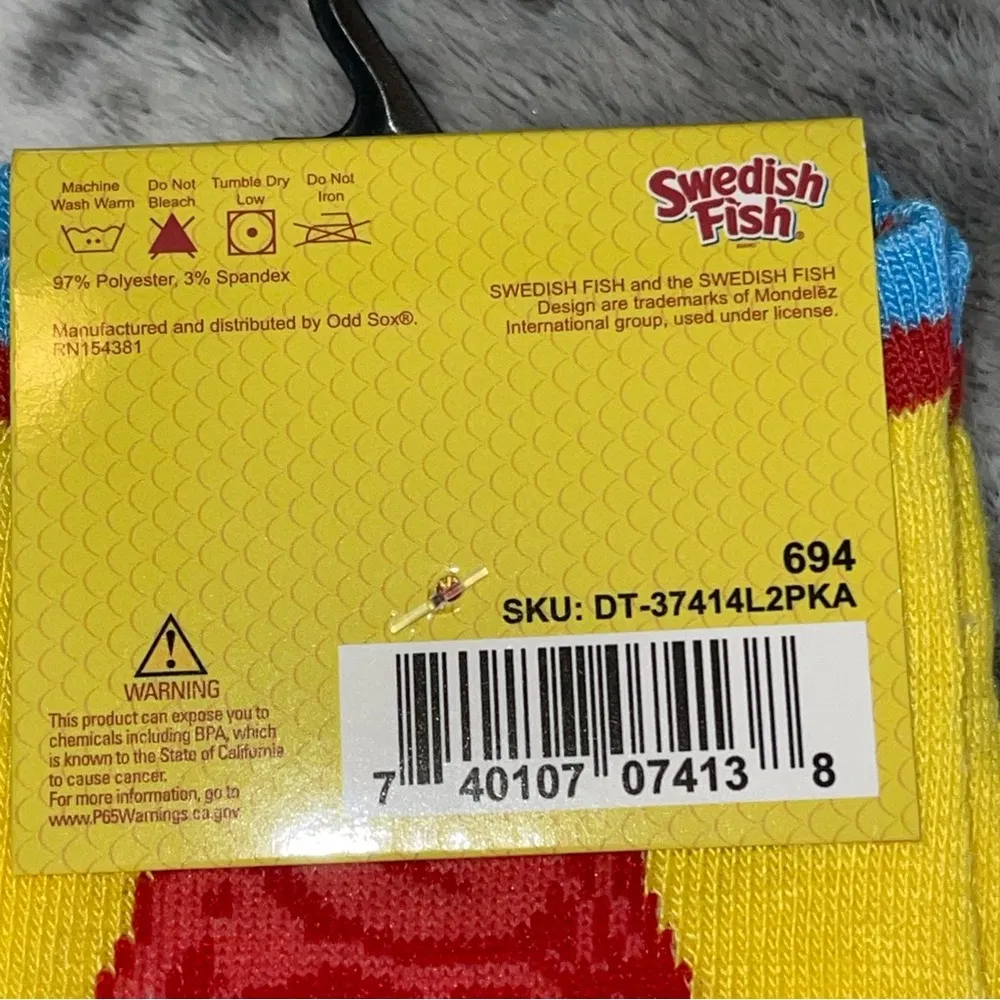 Machine
Wash Warm
Do Not
Bleach
Tumble Dry
Low
Do Not
Iron
97% Polyester, 3% Spandex
Manufactured and distributed by Odd Sox®.
RN154381
Swedish
Fish®
SWEDISH FISH and the SWEDISH FISH
Design are trademarks of Mondelēz
International group, used under license.
694
SKU: DT-37414L2PKA
WARNING
This product can expose you to
chemicals including BPA, which
is known to the State of California
to cause cancer.
For more information, go to
www.P65Warnings.ca.gov
7 40107 07413 8